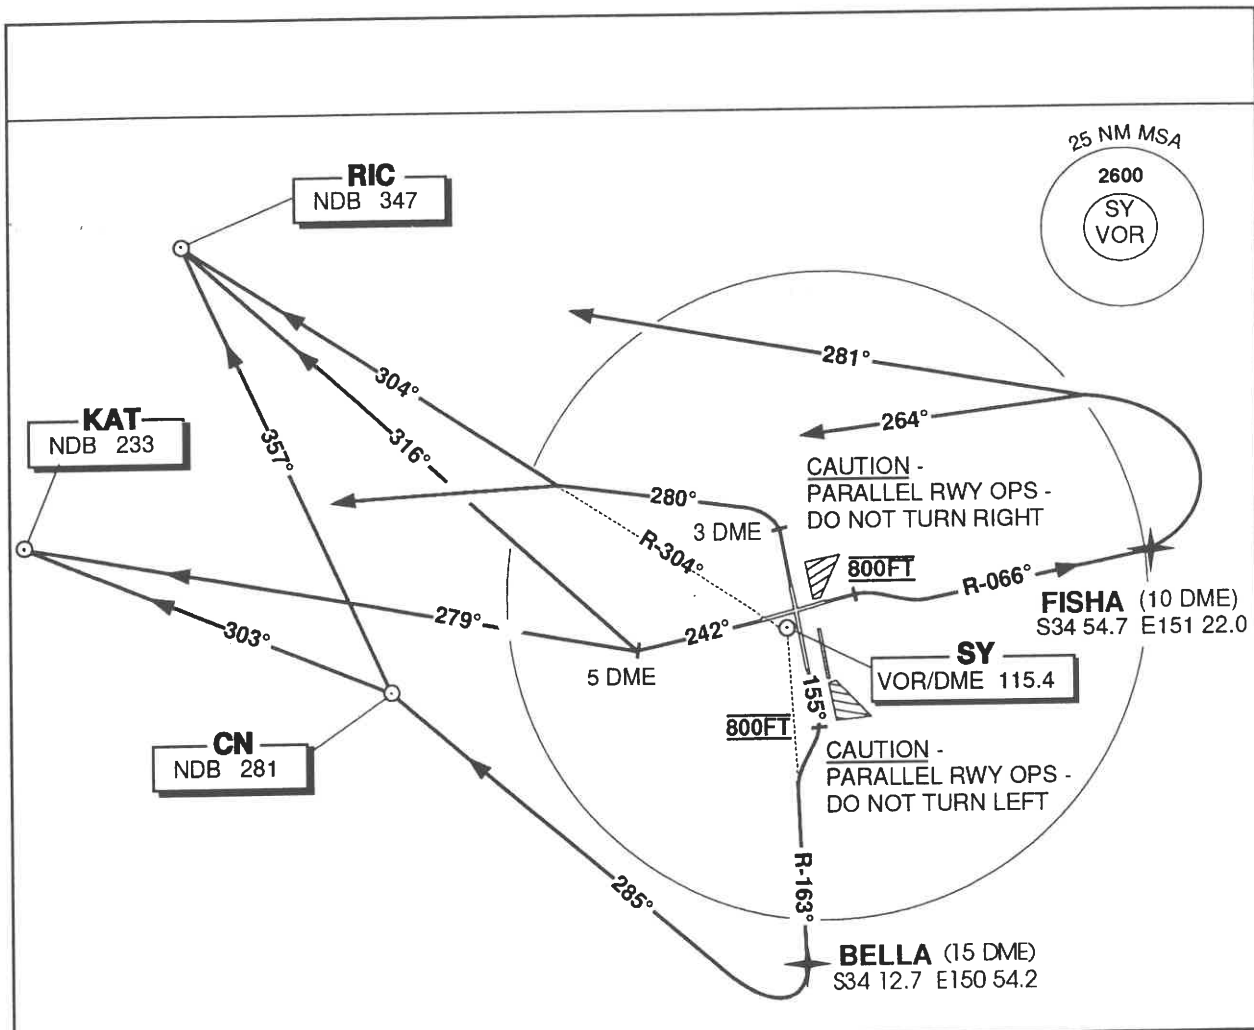 25 NM MSA
2600
SY
VOR
RIC
NDB 347
281°
304°
264°
KAT
NDB 233
357°
316°
CAUTION -
PARALLEL RWY OPS -
DO NOT TURN RIGHT
280°
3 DME
R-304°
800FT
R-066°
FISHA (10 DME)
S34 54.7 E151 22.0
279°
303°
242°
5 DME
SY
VOR/DME 115.4
155°
800FT
CN
NDB 281
CAUTION -
PARALLEL RWY OPS -
DO NOT TURN LEFT
285°
R-163°
BELLA (15 DME)
S34 12.7 E150 54.2